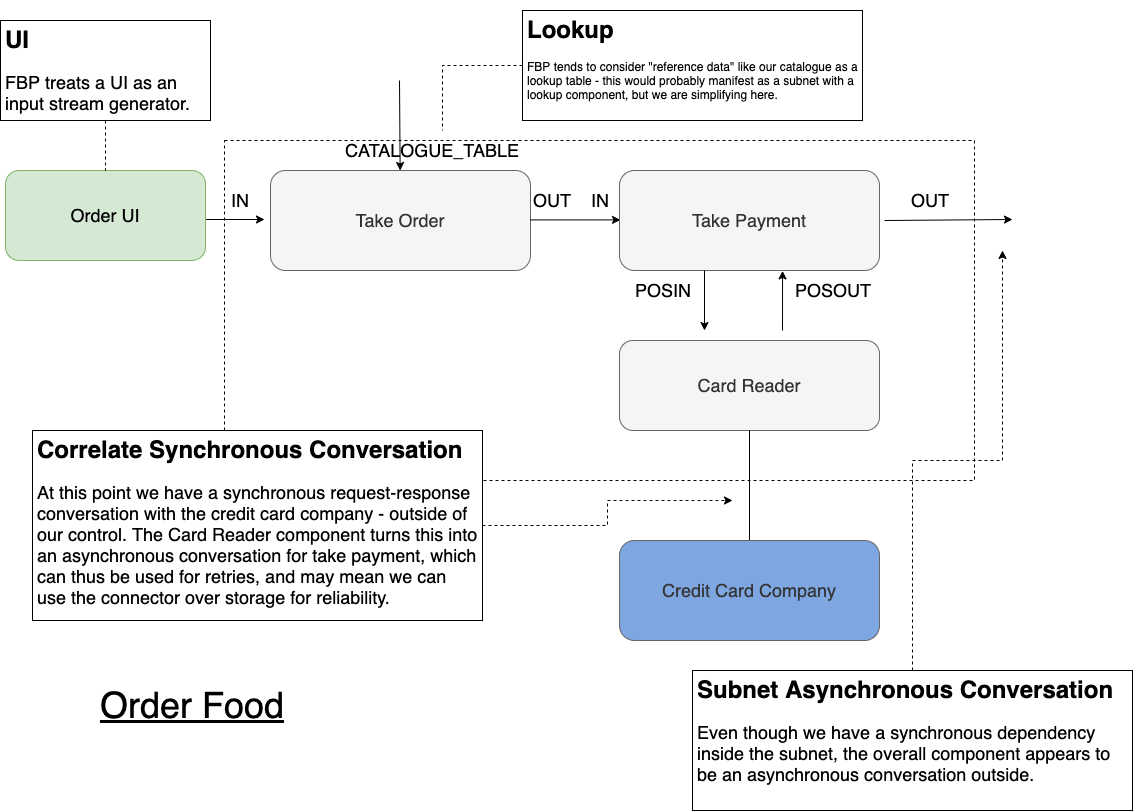 UI
FBP treats a UI as an
input stream generator.
Lookup
FBP tends to consider "reference data" like our catalogue as a
lookup table - this would probably manifest as a subnet with a
lookup component, but we are simplifying here.
CATALOGUE_TABLE
Order UI
IN
Take Order
OUT
IN
Take Payment
OUT
POSIN
POSOUT
Card Reader
Correlate Synchronous Conversation
At this point we have a synchronous request-response
conversation with the credit card company - outside of
our control. The Card Reader component turns this into
an asynchronous conversation for take payment, which
can thus be used for retries, and may mean we can
use the connector over storage for reliability.
Credit Card Company
Order Food
Subnet Asynchronous Conversation
Even though we have a synchronous dependency
inside the subnet, the overall component appears to
be an asynchronous conversation outside.